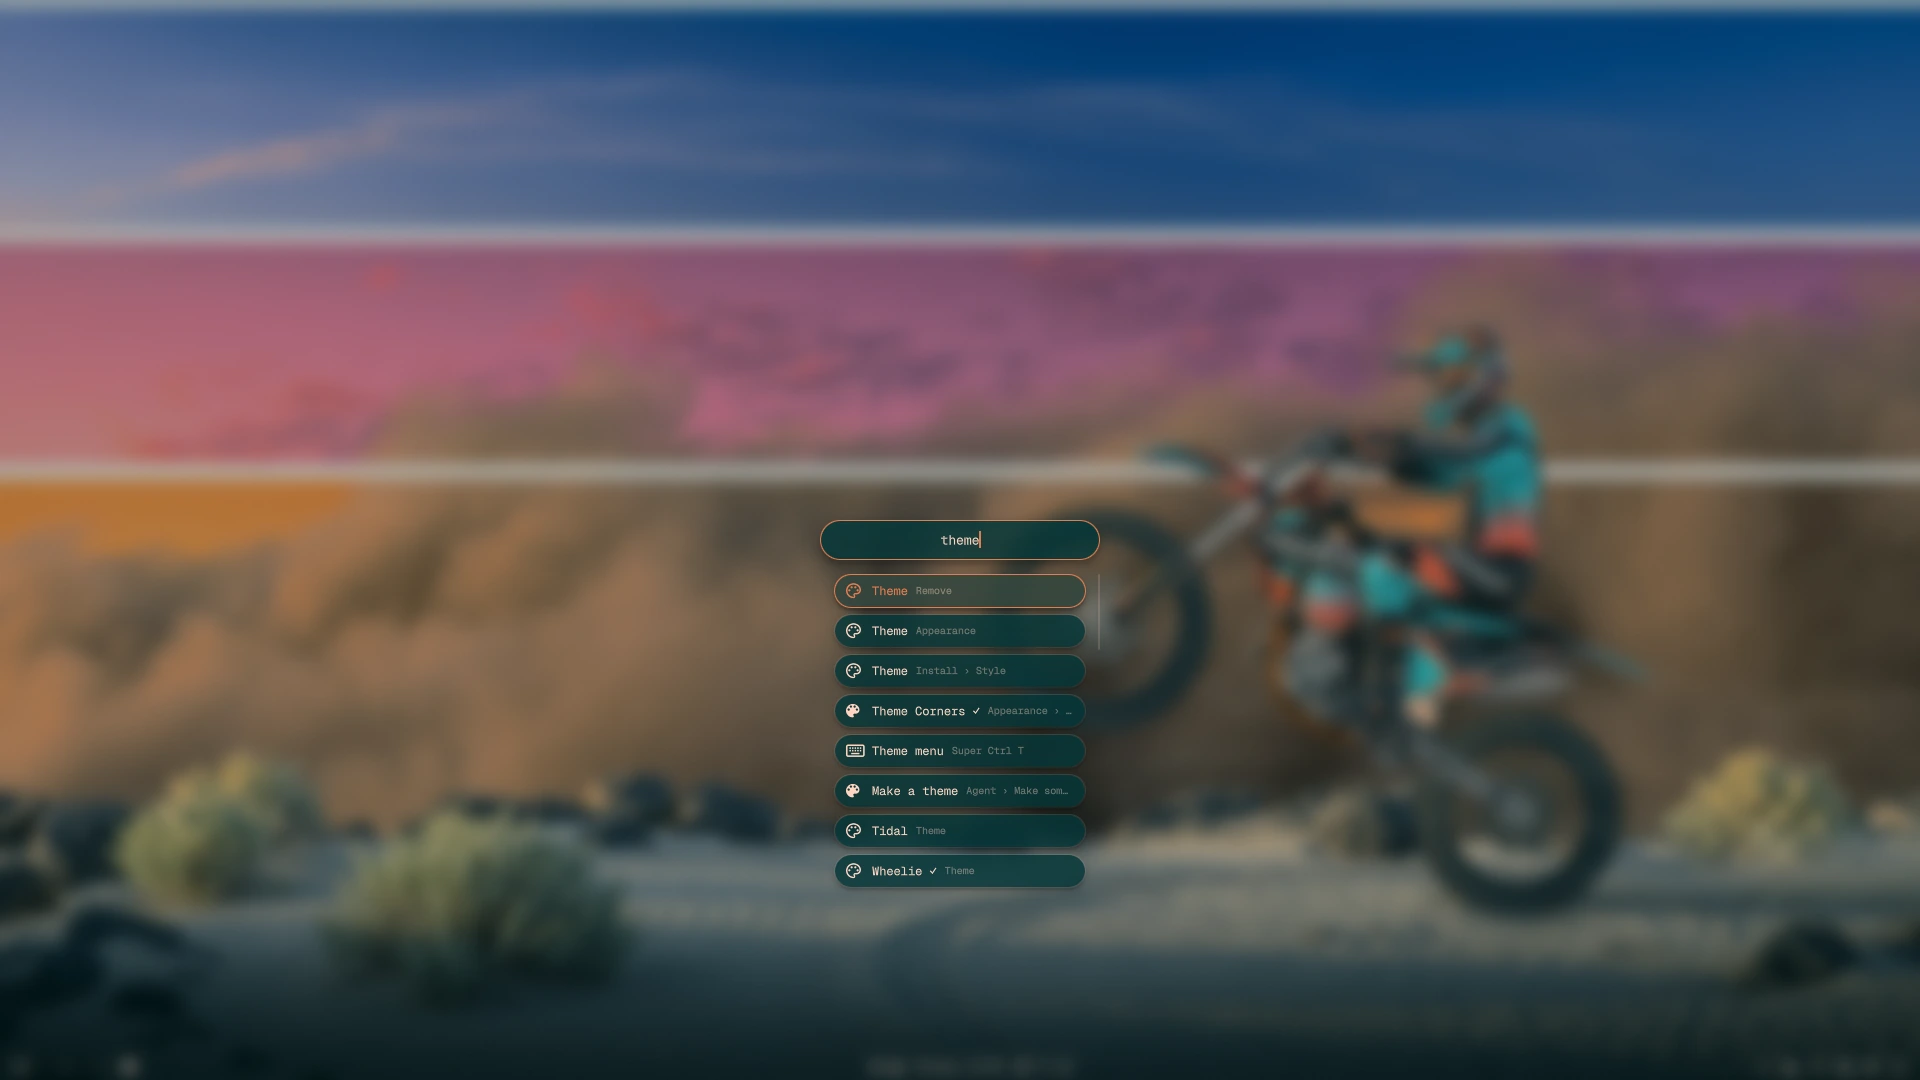 theme
Theme Remove
Theme Appearance
Theme Install › Style
Theme Corners ✓ Appearance › …
Theme menu Super Ctrl T
Make a theme Agent › Make som…
Tidal Theme
Wheelie ✓ Theme